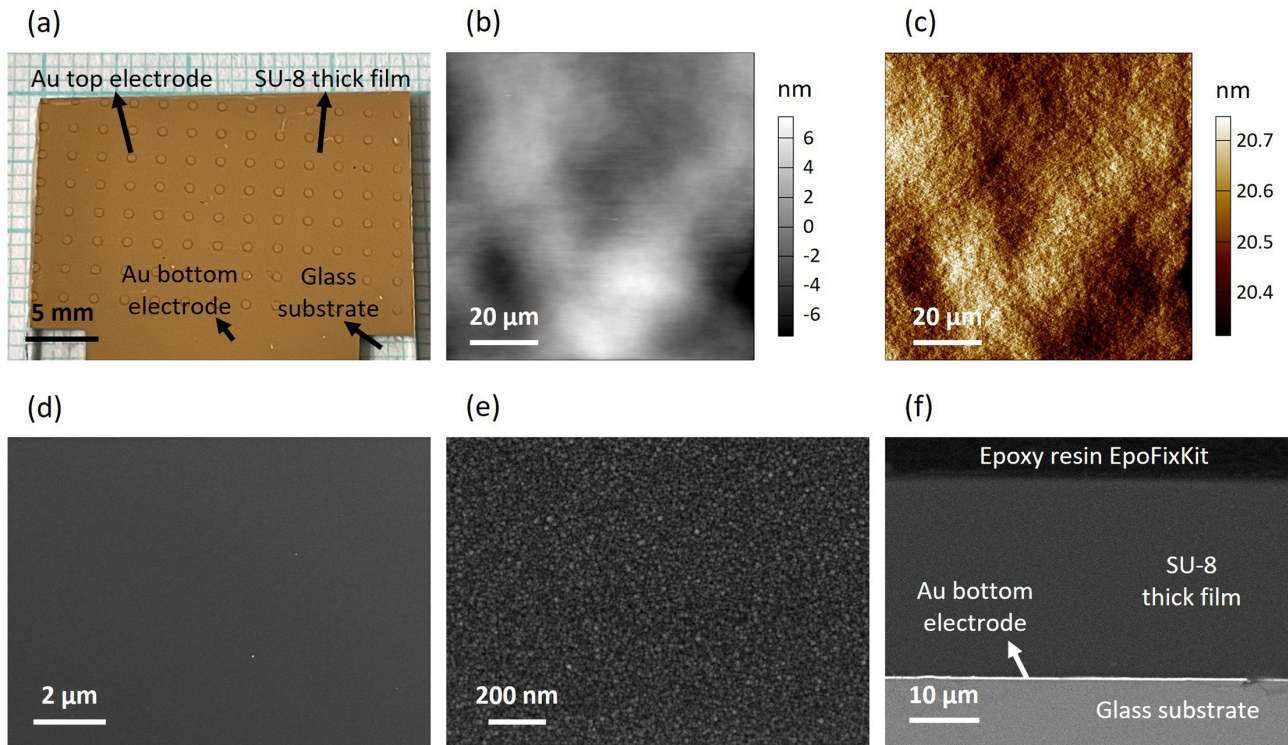 (a)
Au top electrode
SU-8 thick film
Au bottom
electrode
Glass
substrate
5 mm
(b)
nm
6
4
2
0
-2
-4
-6
20 µm
(c)
nm
20.7
20.6
20.5
20.4
20 µm
(d)
2 µm
(e)
200 nm
(f)
Epoxy resin EpoFixKit
SU-8
thick film
Au bottom
electrode
10 µm
Glass substrate